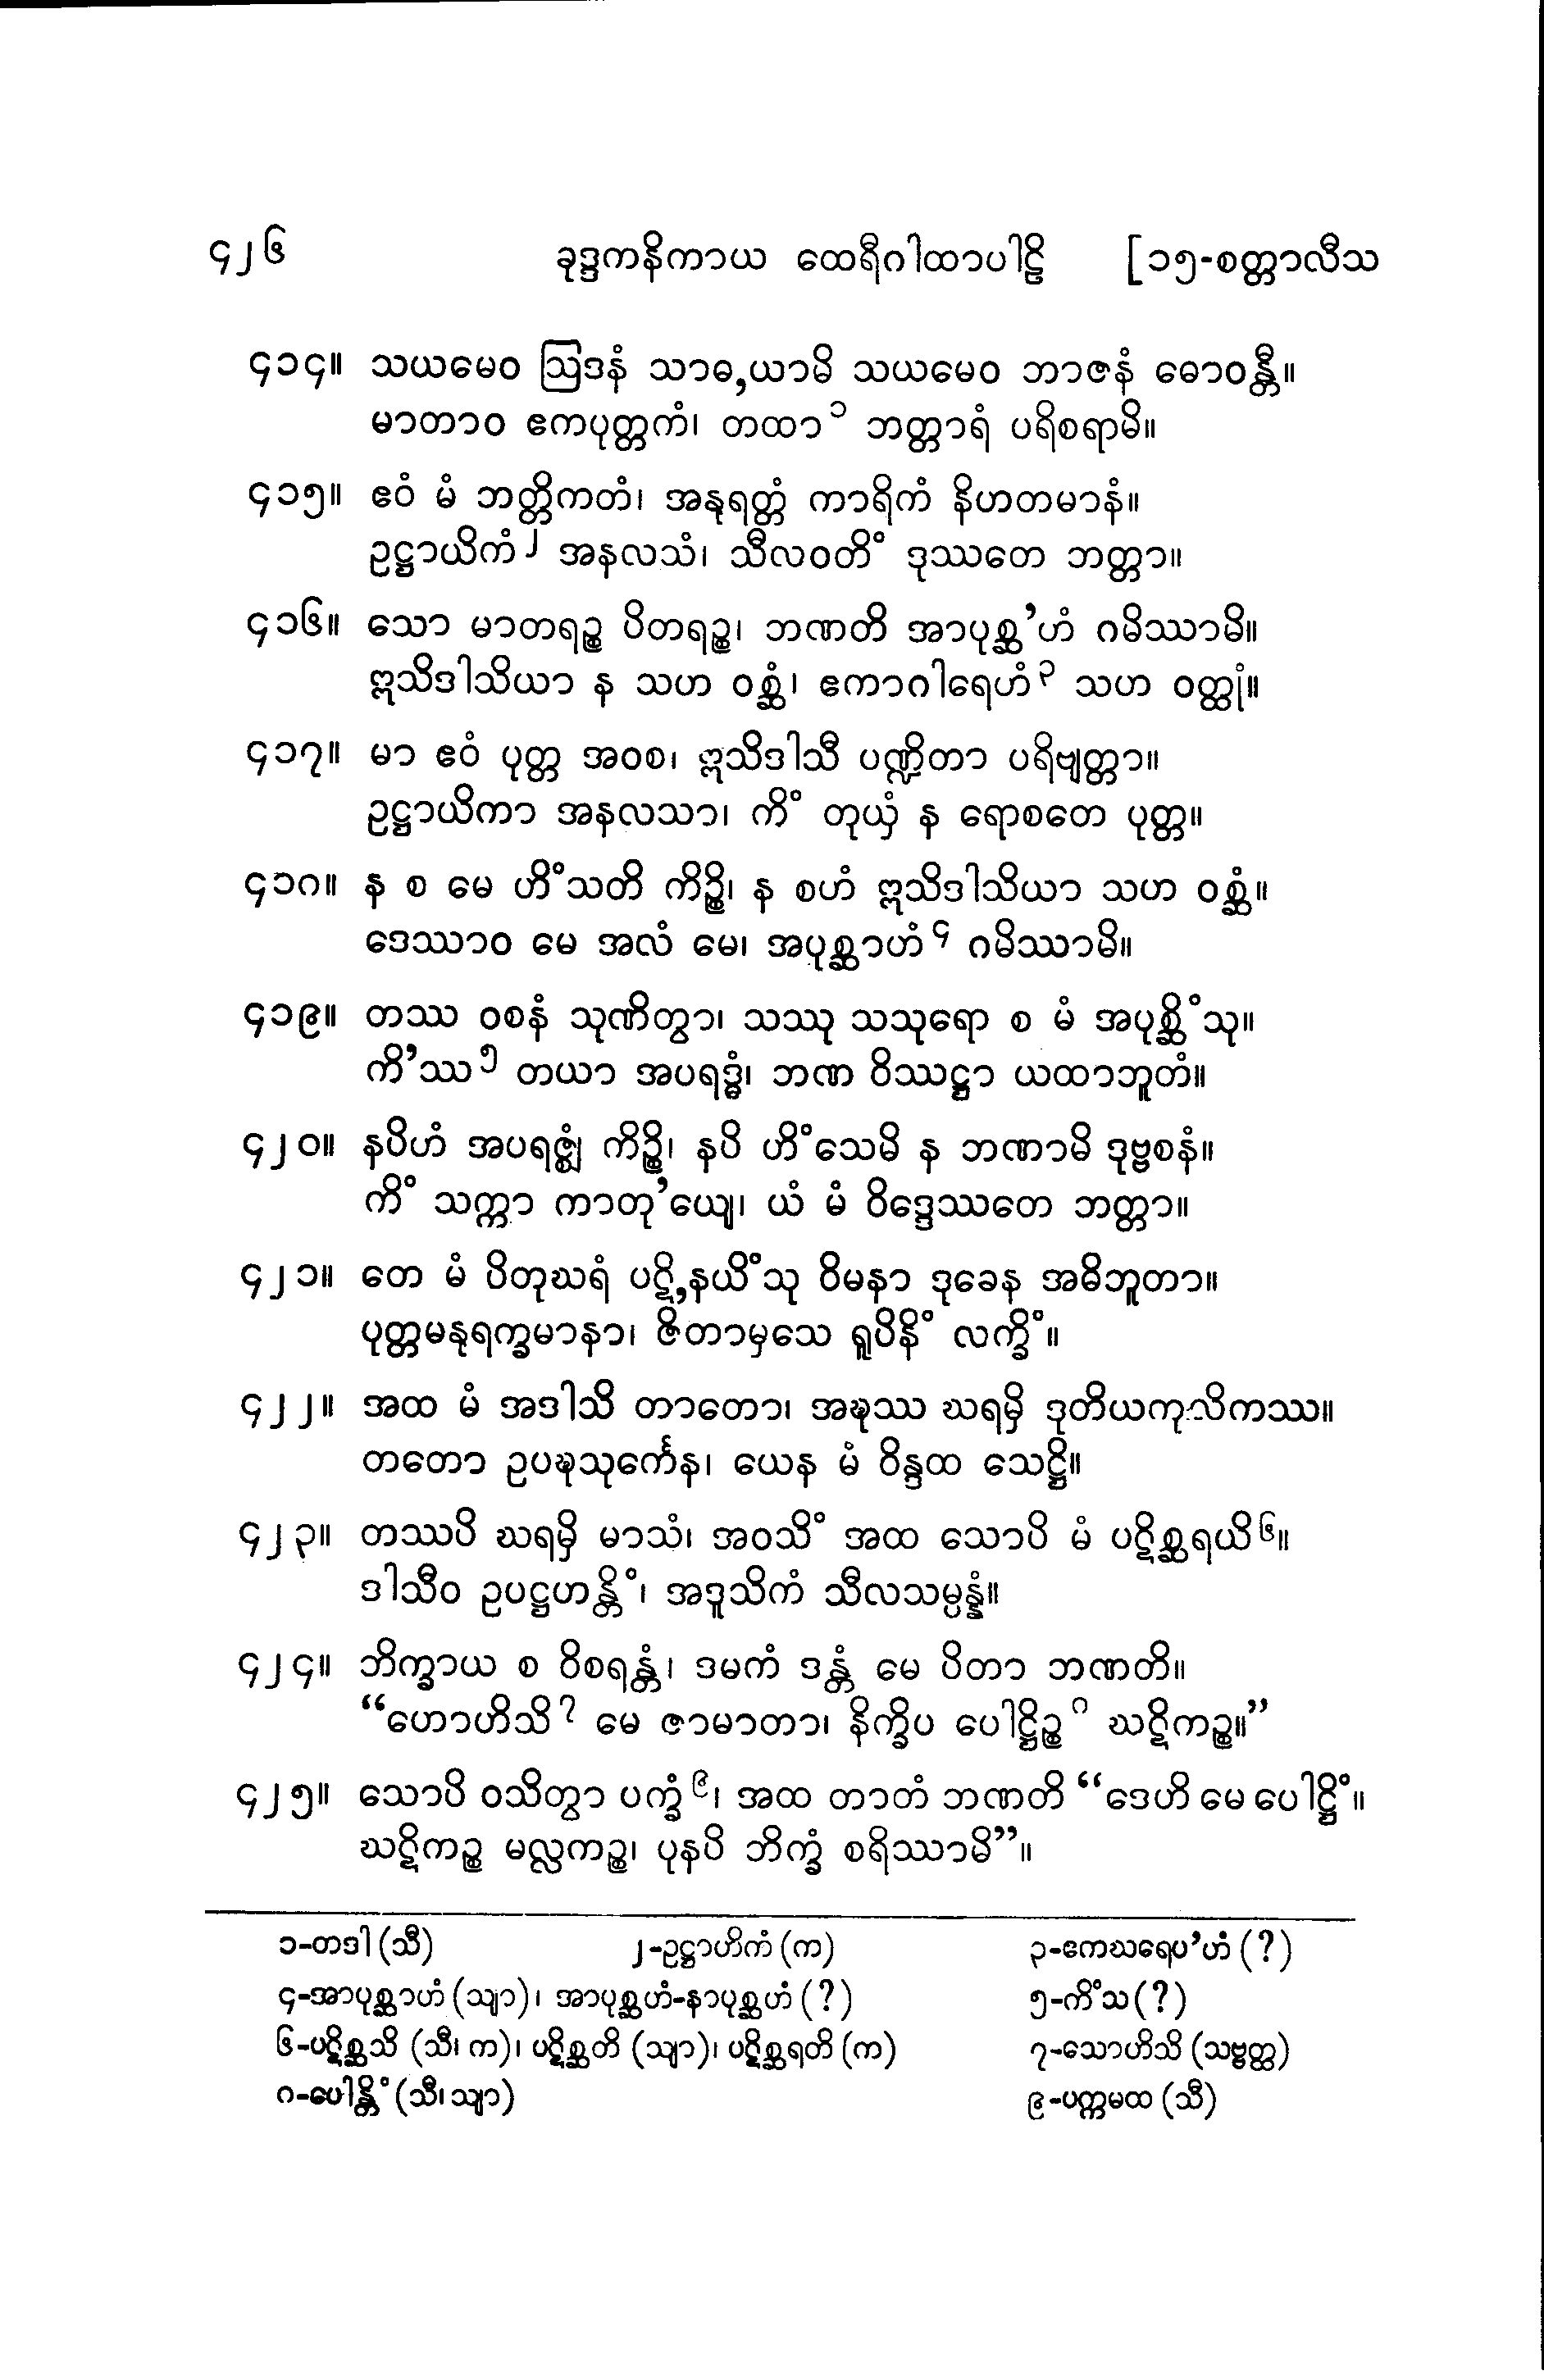 ၄၂၆ ခုဒ္ဒကနိကာယ ထေရီဂါထာပါဠိ [၁၅-စတ္တာလီသ
၄၁၄။ သယမေဝ ဩဒနံ သာဓ,ယာမိ သယမေဝ ဘာဇနံ ဓောဝန္တီ။
မာတာဝ ဧကပုတ္တကံ၊ တထာ၁ ဘတ္တာရံ ပရိစရာမိ။
၄၁၅။ ဧဝံ မံ ဘတ္တိကတံ၊ အနုရတ္တံ ကာရိကံ နိဟတမာနံ။
ဥဋ္ဌာယိကံ၂ အနလသံ၊ သီလဝတိံ ဒုဿတေ ဘတ္တာ။
၄၁၆။ သော မာတရဉ္စ ပိတရဉ္စ၊ ဘဏတိ အာပုစ္ဆ’ဟံ ဂမိဿာမိ။
ဣသိဒါသိယာ န သဟ ဝစ္ဆံ၊ ဧကာဂါရေဟံ၃ သဟ ဝတ္ထုံ။
၄၁၇။ မာ ဧဝံ ပုတ္တ အဝစ၊ ဣသိဒါသီ ပဏ္ဍိတာ ပရိဗျတ္တာ။
ဥဋ္ဌာယိကာ အနလသာ၊ ကိံ တုယှံ န ရောစတေ ပုတ္တ။
၄၁၈။ န စ မေ ဟိံသတိ ကိဉ္စိ၊ န စဟံ ဣသိဒါသိယာ သဟ ဝစ္ဆံ။
ဒေဿာဝ မေ အလံ မေ၊ အပုစ္ဆာဟံ၄ ဂမိဿာမိ။
၄၁၉။ တဿ ဝစနံ သုဏိတွာ၊ သဿု သသုရော စ မံ အပုစ္ဆိံသု။
ကိ’ဿ၅ တယာ အပရဒ္ဓံ၊ ဘဏ ဝိဿဋ္ဌာ ယထာဘူတံ။
၄၂၀။ နပိဟံ အပရဇ္ဈံ ကိဉ္စိ၊ နပိ ဟိံသေမိ န ဘဏာမိ ဒုဗ္ဗစနံ။
ကိံ သက္ကာ ကာတု’ယျေ၊ ယံ မံ ဝိဒ္ဒေဿတေ ဘတ္တာ။
၄၂၁။ တေ မံ ပိတုဃရံ ပဋိ,နယိံသု ဝိမနာ ဒုခေန အဓိဘူတာ။
ပုတ္တမနုရက္ခမာနာ၊ ဇိတာမှသေ ရူပိနိံ လက္ခိံ။
၄၂၂။ အထ မံ အဒါသိ တာတော၊ အဍ္ဎဿ ဃရမှိ ဒုတိယကုလိကဿ။
တတော ဥပဍ္ဎသုင်္ကေန၊ ယေန မံ ဝိန္ဒထ သေဋ္ဌိ။
၄၂၃။ တဿပိ ဃရမှိ မာသံ၊ အဝသိံ အထ သောပိ မံ ပဋိစ္ဆရယိ၆။
ဒါသီဝ ဥပဋ္ဌဟန္တိံ၊ အဒူသိကံ သီလသမ္ပန္နံ။
၄၂၄။ ဘိက္ခာယ စ ဝိစရန္တံ၊ ဒမကံ ဒန္တံ မေ ပိတာ ဘဏတိ။
“ဟောဟိသိ၇ မေ ဇာမာတာ၊ နိက္ခိပ ပေါဋ္ဌိဉ္စ၈ ဃဋိကဉ္စ။”
၄၂၅။ သောပိ ဝသိတွာ ပက္ခံ၉၊ အထ တာတံ ဘဏတိ “ဒေဟိ မေ ပေါဋ္ဌိံ။
ဃဋိကဉ္စ မလ္လကဉ္စ၊ ပုနပိ ဘိက္ခံ စရိဿာမိ”။
၁-တဒါ (သီ) ၂-ဥဋ္ဌာဟိကံ (က) ၃-ဧကဃရေပ’ဟံ (?)
၄-အာပုစ္ဆာဟံ (သျာ)၊ အာပုစ္ဆဟံ-နာပုစ္ဆဟံ (?) ၅-ကိံသ (?)
၆-ပဋိစ္ဆသိ (သီ၊ က)၊ ပဋိစ္ဆတိ (သျာ)၊ ပဋိစ္ဆရတိ (က) ၇-သောဟိသိ (သဗ္ဗတ္ထ)
၈-ပေါန္တိံ (သီ၊ သျာ) ၉-ပက္ကမထ (သီ)